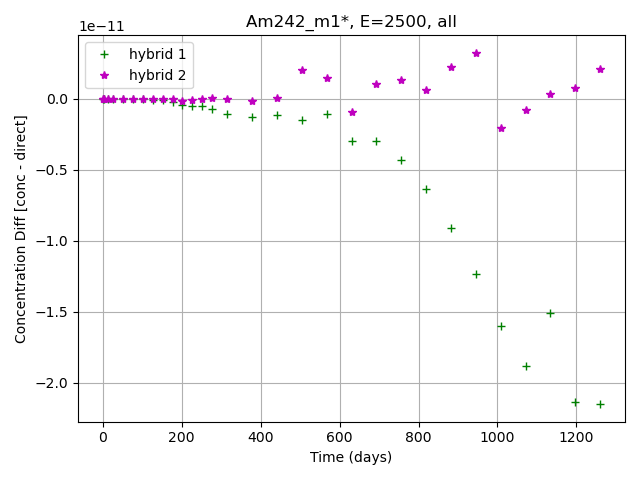 Am242_m1*, E=2500, all
1e−11
hybrid 1
hybrid 2
0.0
−0.5
−1.0
−1.5
−2.0
Concentration Diff [conc - direct]
0 200 400 600 800 1000 1200
Time (days)